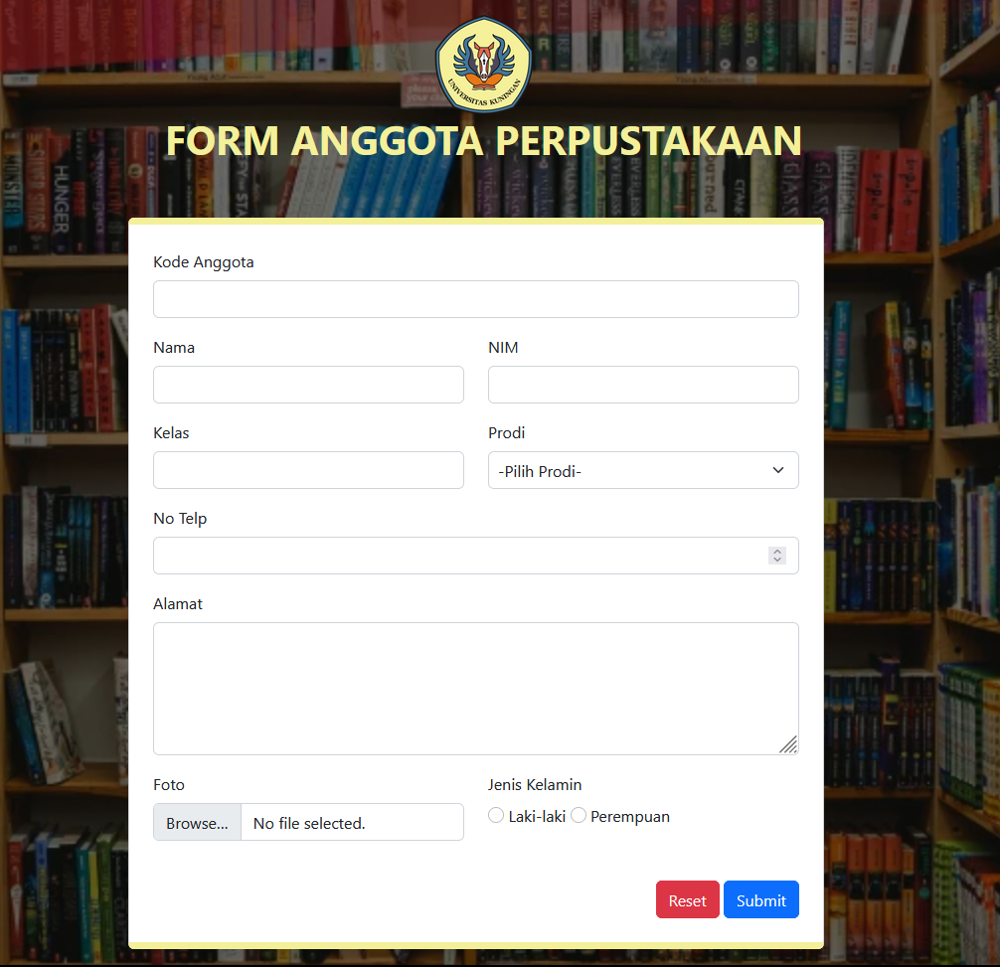 UNIVERSITAS KUNINGAN
FORM ANGGOTA PERPUSTAKAAN
HUNGER
Kode Anggota
Nama
NIM
Kelas
Prodi
-Pilih Prodi-
No Telp
Alamat
Foto
Jenis Kelamin
Browse... No file selected.
Laki-laki Perempuan
Reset Submit